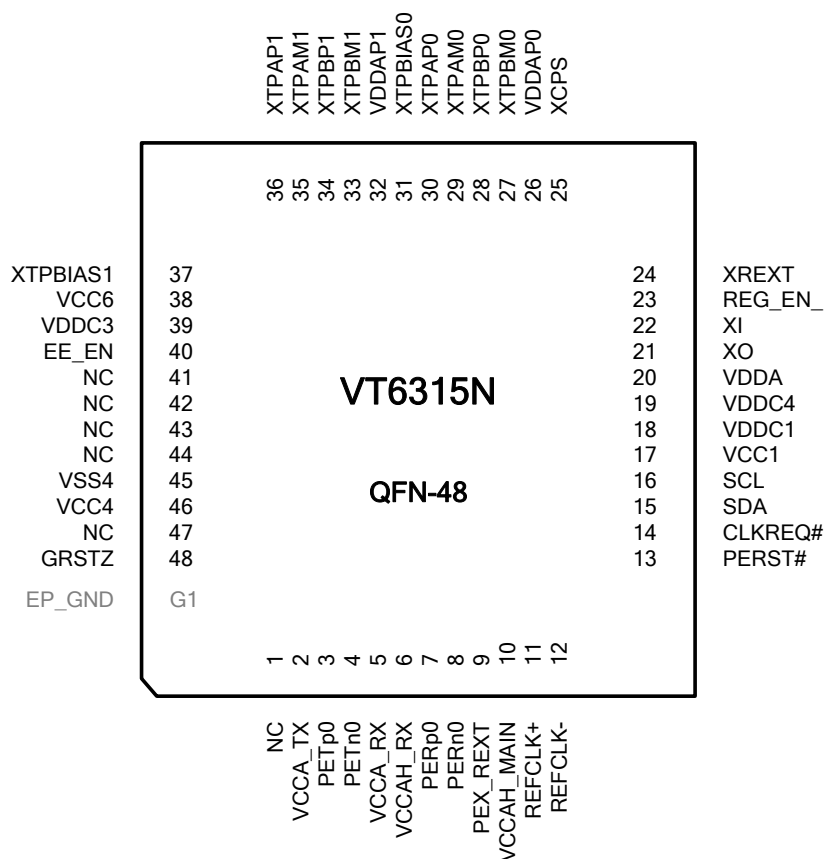 XTPAP1
XTPAM1
XTPBP1
XTPBM1
VDDAP1
XTPBIAS0
XTPAP0
XTPAM0
XTPBP0
XTPBM0
VDDAP0
XCPS
36
35
34
33
32
31
30
29
28
27
26
25
XTPBIAS1 37
VCC6 38
VDDC3 39
EE_EN 40
NC 41
NC 42
NC 43
NC 44
VSS4 45
VCC4 46
NC 47
GRSTZ 48
EP_GND G1
VT6315N
QFN-48
24 XREXT
23 REG_EN_
22 XI
21 XO
20 VDDA
19 VDDC4
18 VDDC1
17 VCC1
16 SCL
15 SDA
14 CLKREQ#
13 PERST#
1
2
3
4
5
6
7
8
9
10
11
12
NC
VCCA_TX
PETp0
PETn0
VCCA_RX
VCCAH_RX
PERp0
PERn0
PEX_REXT
VCCAH_MAIN
REFCLK+
REFCLK-